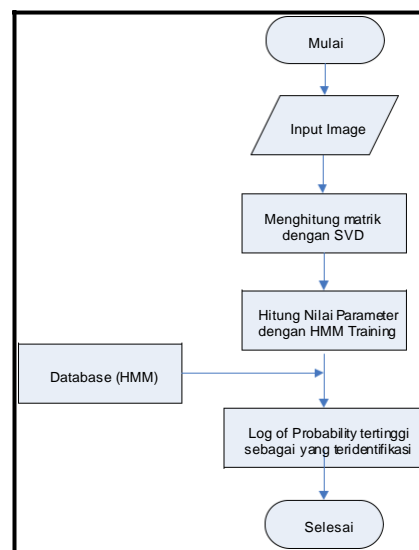 Mulai
Input Image
Menghitung matrik
dengan SVD
Hitung Nilai Parameter
dengan HMM Training
Database (HMM)
Log of Probability tertinggi
sebagai yang teridentifikasi
Selesai